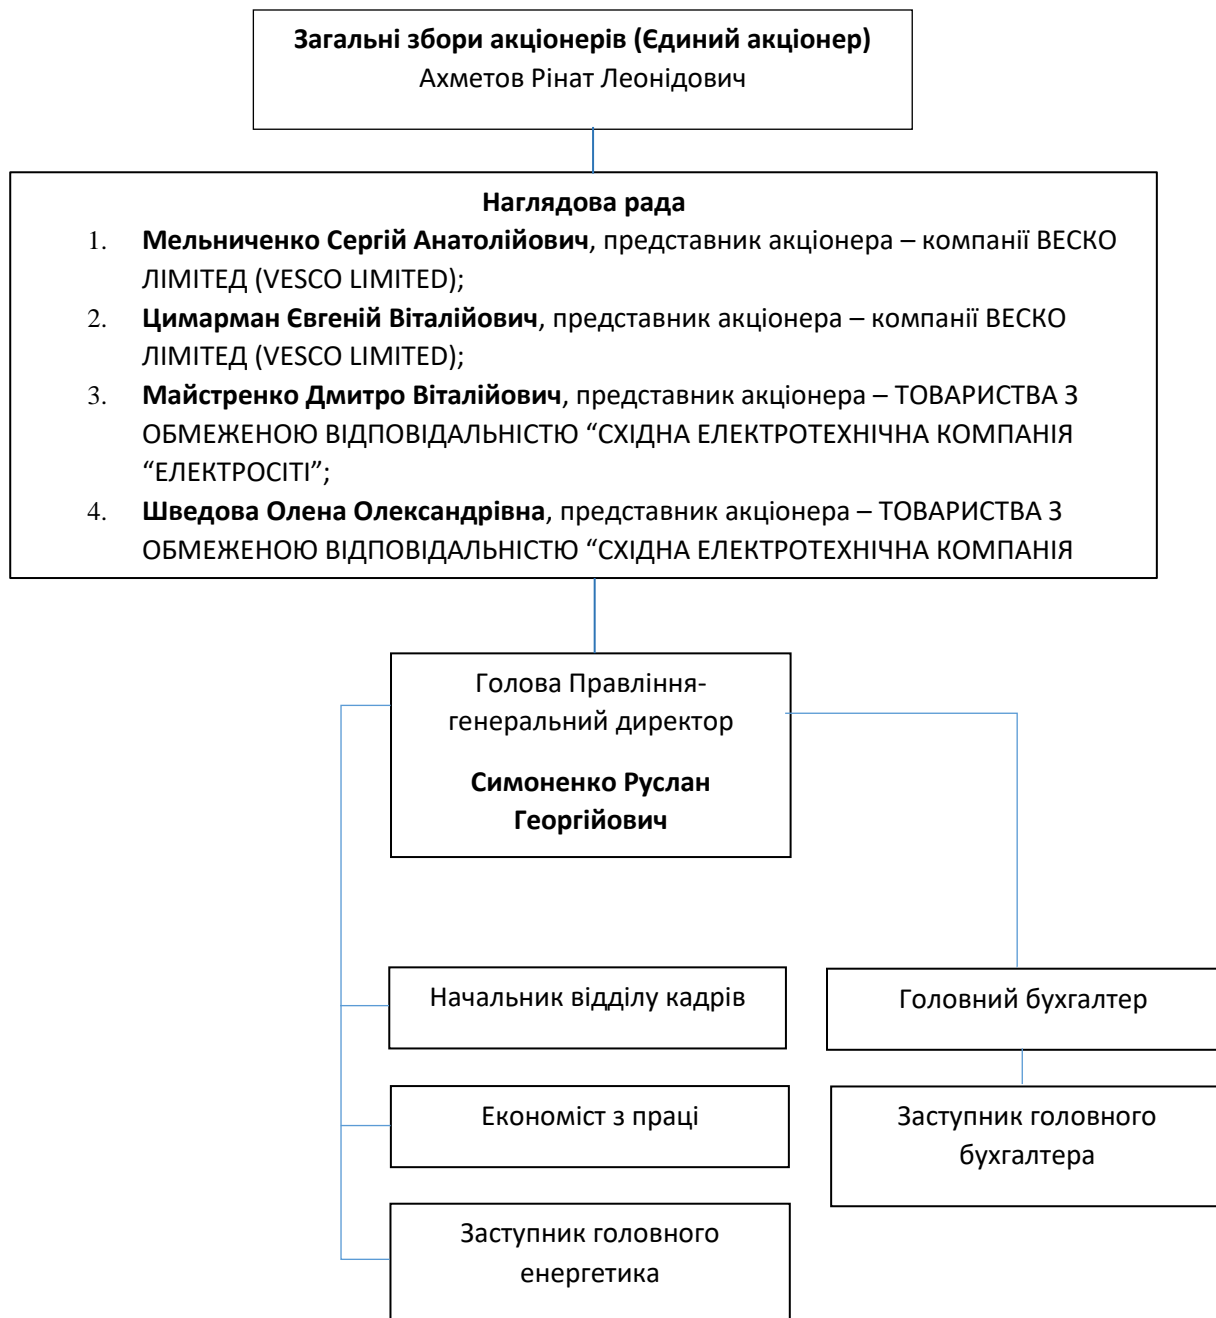 Загальні збори акціонерів (Єдиний акціонер)
Ахметов Рінат Леонідович
Наглядова рада
1. Мельниченко Сергій Анатолійович, представник акціонера – компанії ВЕСКО
ЛІМІТЕД (VESCO LIMITED);
2. Цимарман Євгеній Віталійович, представник акціонера – компанії ВЕСКО
ЛІМІТЕД (VESCO LIMITED);
3. Майстренко Дмитро Віталійович, представник акціонера – ТОВАРИСТВА З
ОБМЕЖЕНОЮ ВІДПОВІДАЛЬНІСТЮ “СХІДНА ЕЛЕКТРОТЕХНІЧНА КОМПАНІЯ
“ЕЛЕКТРОСІТІ”;
4. Шведова Олена Олександрівна, представник акціонера – ТОВАРИСТВА З
ОБМЕЖЕНОЮ ВІДПОВІДАЛЬНІСТЮ “СХІДНА ЕЛЕКТРОТЕХНІЧНА КОМПАНІЯ
Голова Правління-
генеральний директор
Симоненко Руслан
Георгійович
Начальник відділу кадрів
Головний бухгалтер
Економіст з праці
Заступник головного
бухгалтера
Заступник головного
енергетика